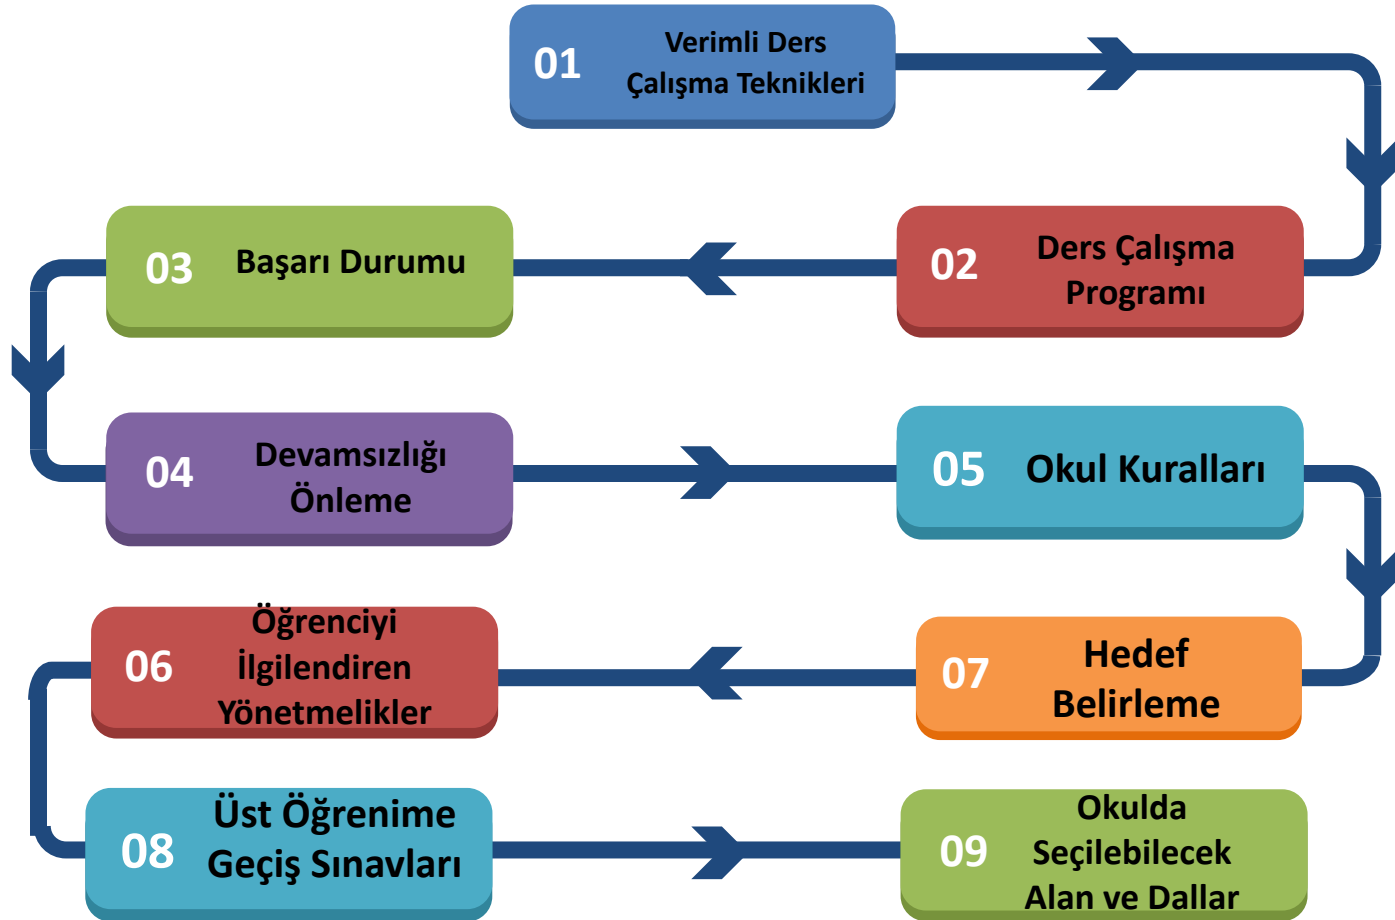 01
Verimli Ders
Çalışma Teknikleri
02
Ders Çalışma
Programı
03
Başarı Durumu
04
Devamsızlığı
Önleme
05
Okul Kuralları
06
Öğrenciyi
İlgilendiren
Yönetmelikler
07
Hedef
Belirleme
08
Üst Öğrenime
Geçiş Sınavları
09
Okulda
Seçilebilecek
Alan ve Dallar